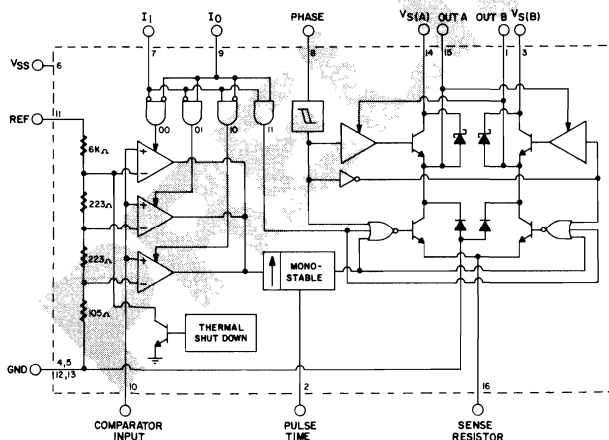 I1 I0 PHASE VS(A) OUT A OUT B VS(B)
7 9 8 14 15 1 3
VSS 6
REF 11
00 01 10 11
6KΩ
223Ω
223Ω
105Ω
+
−
+
−
+
−
MONO-
STABLE
THERMAL
SHUT DOWN
GND 4,5
12,13
10 2 16
COMPARATOR
INPUT
PULSE
TIME
SENSE
RESISTOR